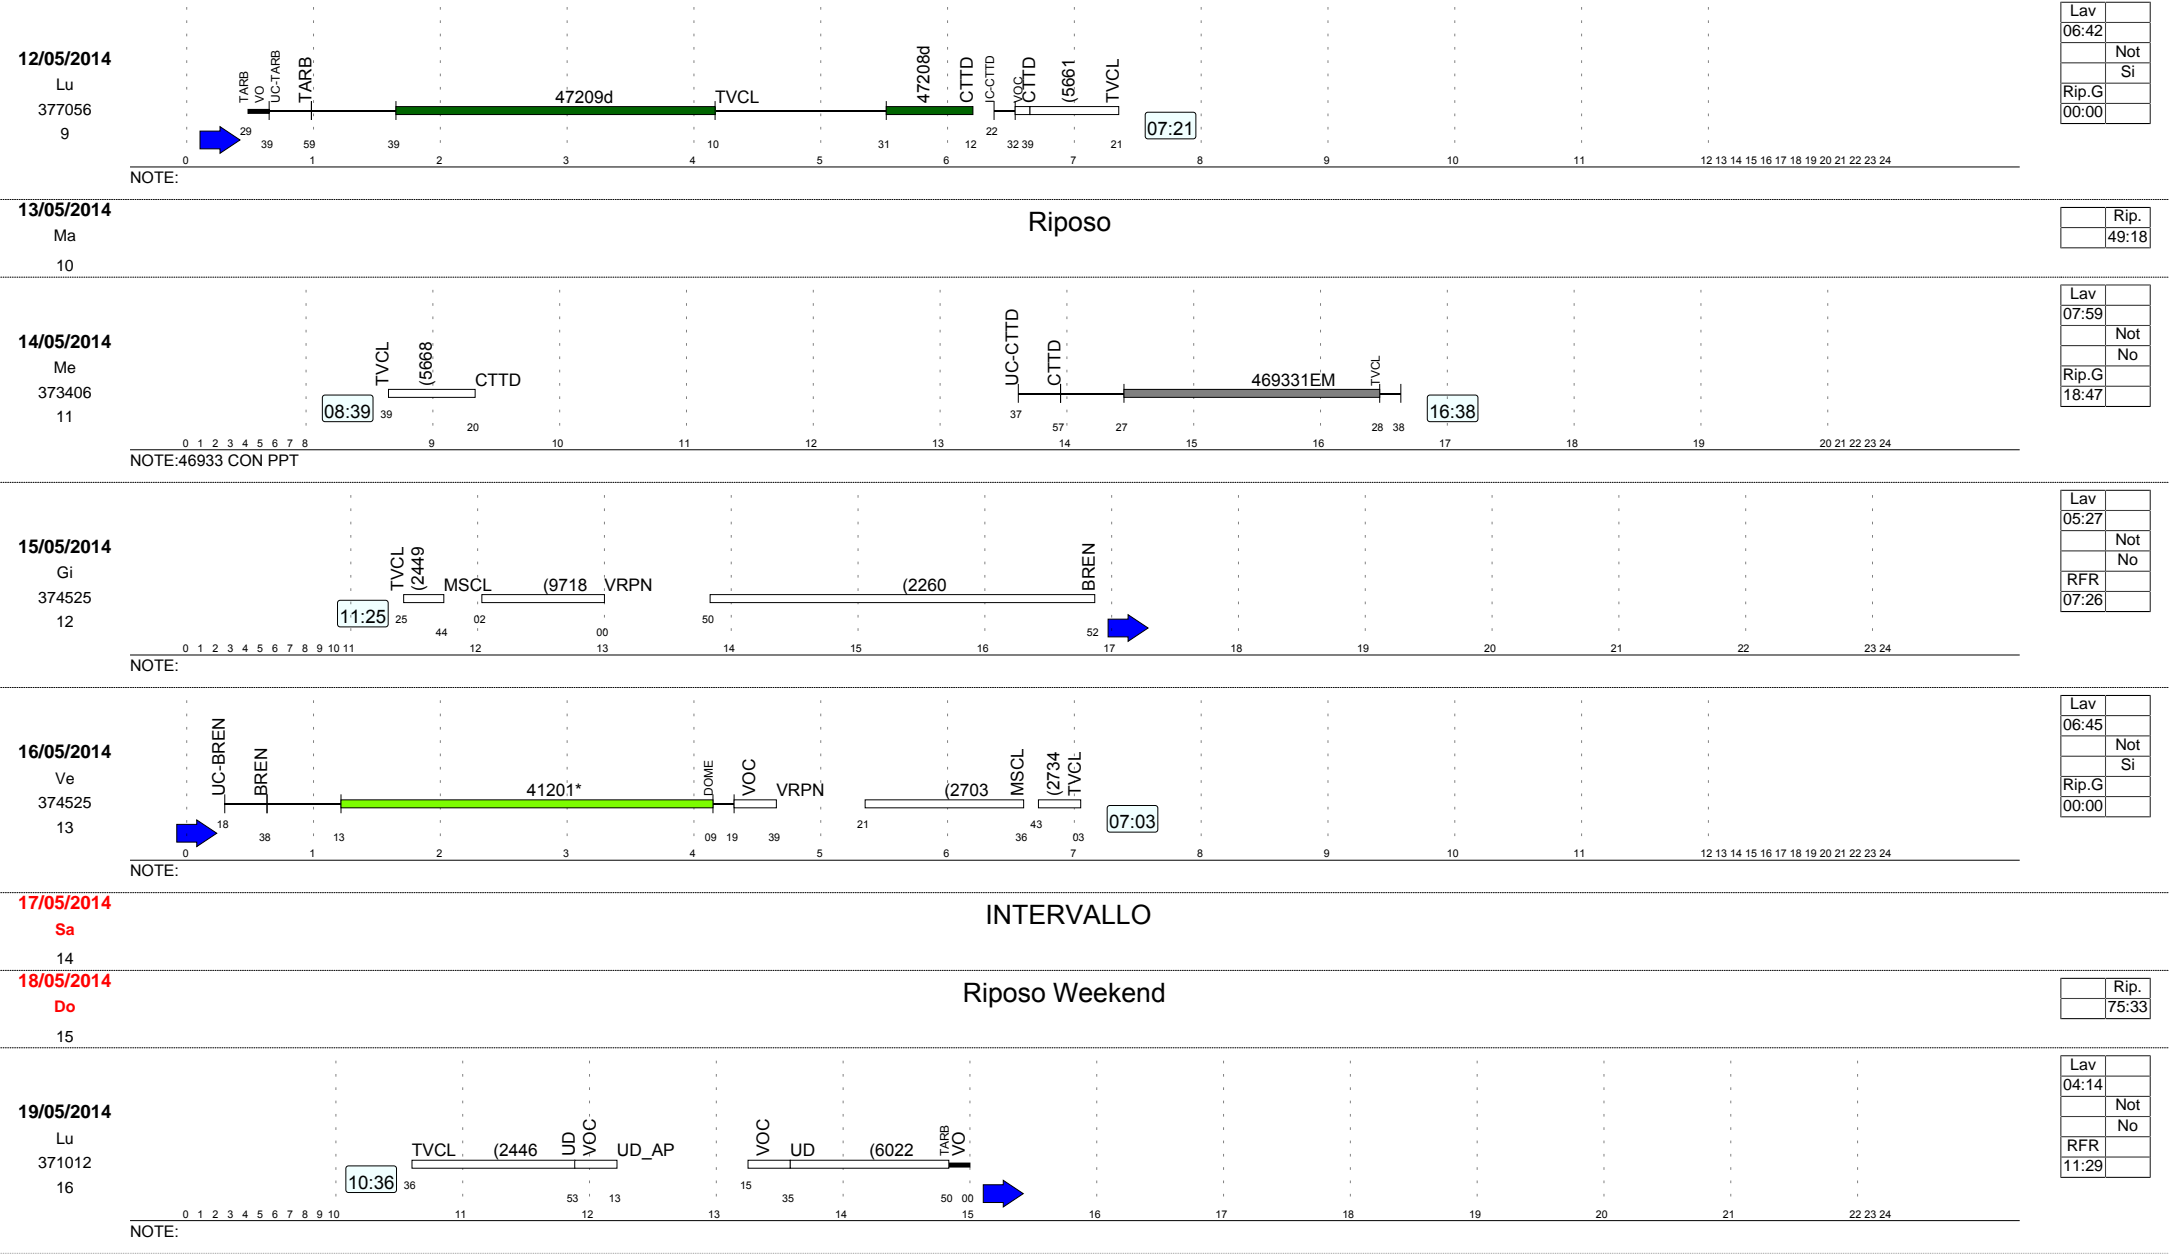 12/05/2014
Lu
377056
9
TARB
VO
UC-TARB
TARB
47209d
TVCL
47208d
CTTD
VOC
CTTD
(5661
TVCL
07:21
29
39
59
39
10
31
12
22
32 39
21
0 1 2 3 4 5 6 7 8 9 10 11 12 13 14 15 16 17 18 19 20 21 22 23 24
NOTE:
Lav
06:42
Not
Si
Rip.G
00:00
13/05/2014
Ma
10
Riposo
Rip.
49:18
14/05/2014
Me
373406
11
08:39
TVCL
(5668
CTTD
UC-CTTD
CTTD
469331EM
TVCL
16:38
39
20
37
57
27
28 38
0 1 2 3 4 5 6 7 8 9 10 11 12 13 14 15 16 17 18 19 20 21 22 23 24
NOTE:46933 CON PPT
Lav
07:59
Not
No
Rip.G
18:47
15/05/2014
Gi
374525
12
11:25
TVCL
(2449
MSCL
(9718
VRPN
(2260
BREN
25
44
02
00
50
52
0 1 2 3 4 5 6 7 8 9 10 11 12 13 14 15 16 17 18 19 20 21 22 23 24
NOTE:
Lav
05:27
Not
No
RFR
07:26
16/05/2014
Ve
374525
13
UC-BREN
BREN
41201*
DOME
VOC
VRPN
(2703
MSCL
(2734
TVCL
07:03
18
38
13
09 19
39
21
36
43
03
0 1 2 3 4 5 6 7 8 9 10 11 12 13 14 15 16 17 18 19 20 21 22 23 24
NOTE:
Lav
06:45
Not
Si
Rip.G
00:00
17/05/2014
Sa
14
INTERVALLO
18/05/2014
Do
15
Riposo Weekend
Rip.
75:33
19/05/2014
Lu
371012
16
10:36
TVCL
(2446
UD
VOC
UD_AP
VOC
UD
(6022
TARB
VO
36
53
13
15
35
50 00
0 1 2 3 4 5 6 7 8 9 10 11 12 13 14 15 16 17 18 19 20 21 22 23 24
NOTE:
Lav
04:14
Not
No
RFR
11:29